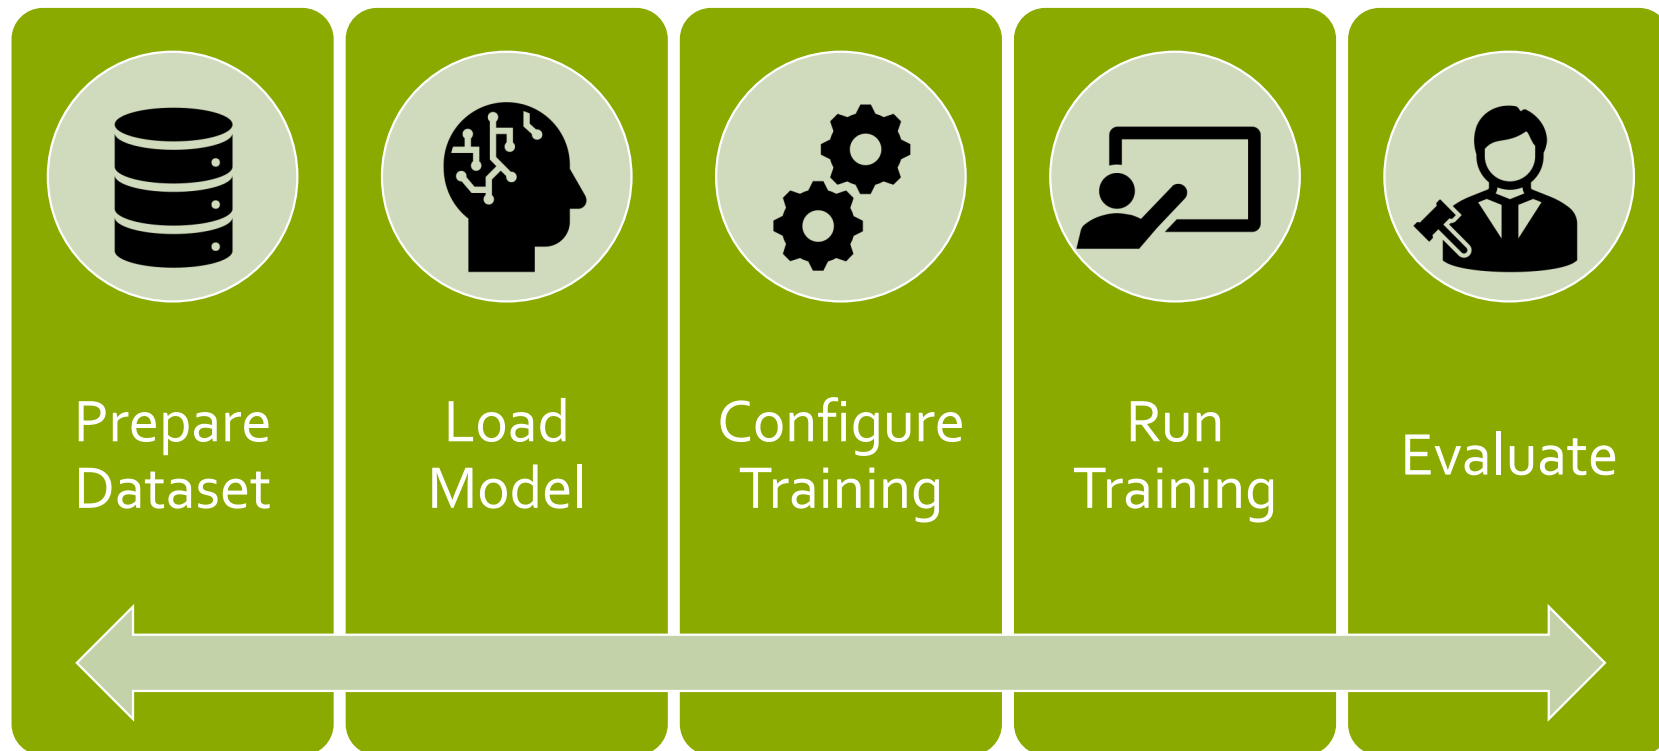 Prepare
Dataset
Load
Model
Configure
Training
Run
Training
Evaluate